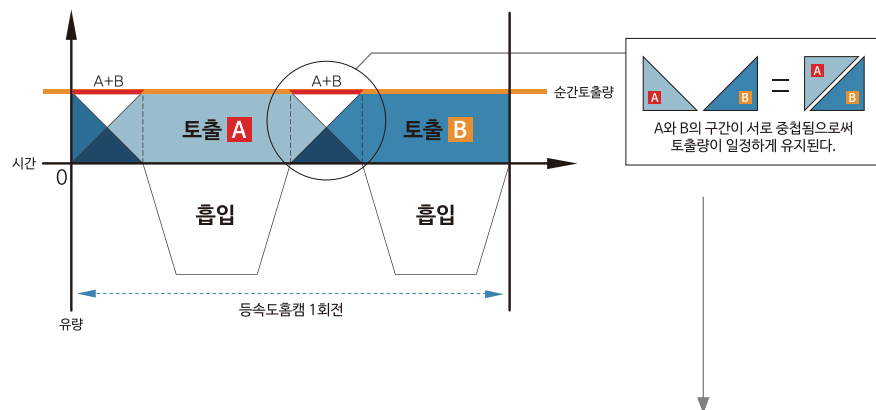 A+B
A+B
순간토출량
토출 A
토출 B
시간
0
흡입
흡입
등속도홈캠 1회전
유량
A
B
=
A
B
A와 B의 구간이 서로 중첩됨으로써
토출량이 일정하게 유지된다.